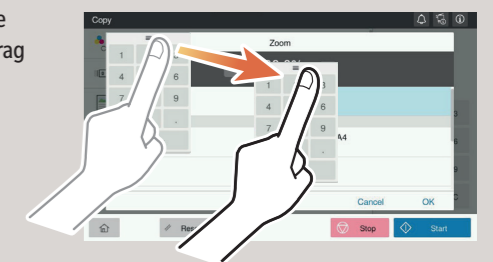 e
rag
Copy
Zoom
1
4 6
7 9
.
1 3
4 6
7 9
.
A4
Cancel OK
Stop Start